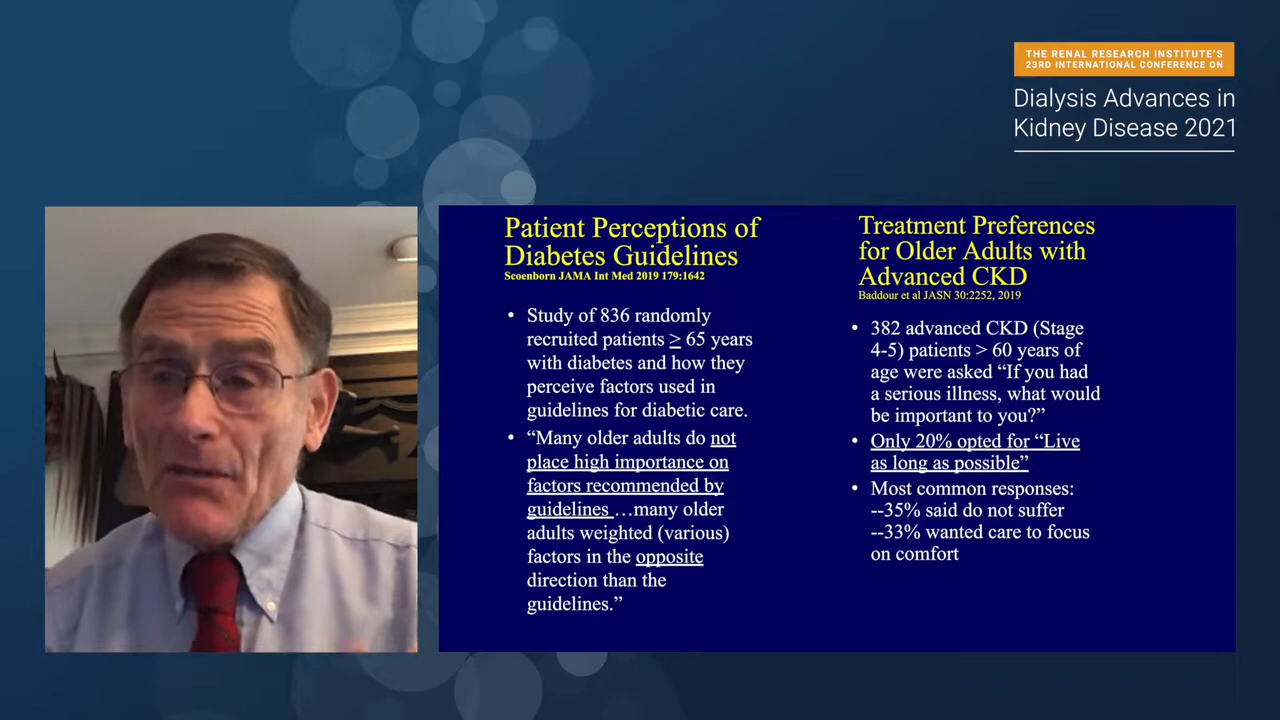 THE RENAL RESEARCH INSTITUTE'S
23RD INTERNATIONAL CONFERENCE ON
Dialysis Advances in
Kidney Disease 2021
Patient Perceptions of
Diabetes Guidelines
Scoenborn JAMA Int Med 2019 179:1642
• Study of 836 randomly
recruited patients ≥ 65 years
with diabetes and how they
perceive factors used in
guidelines for diabetic care.
• “Many older adults do not
place high importance on
factors recommended by
guidelines …many older
adults weighted (various)
factors in the opposite
direction than the
guidelines.”
Treatment Preferences
for Older Adults with
Advanced CKD
Baddour et al JASN 30:2252, 2019
• 382 advanced CKD (Stage
4-5) patients > 60 years of
age were asked “If you had
a serious illness, what would
be important to you?”
• Only 20% opted for “Live
as long as possible”
• Most common responses:
--35% said do not suffer
--33% wanted care to focus
on comfort